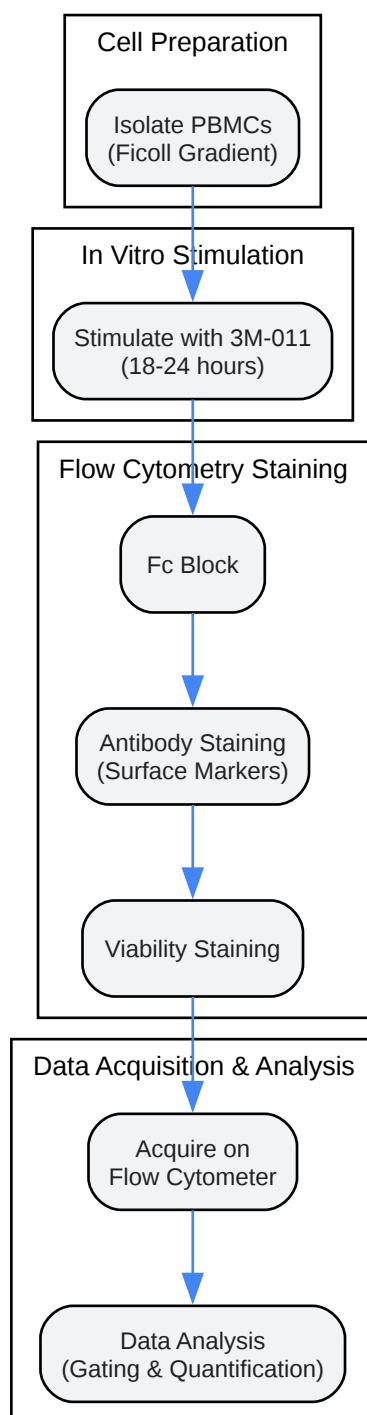 Cell Preparation
Isolate PBMCs
(Ficoll Gradient)
In Vitro Stimulation
Stimulate with 3M-011
(18-24 hours)
Flow Cytometry Staining
Fc Block
Antibody Staining
(Surface Markers)
Viability Staining
Data Acquisition & Analysis
Acquire on
Flow Cytometer
Data Analysis
(Gating & Quantification)